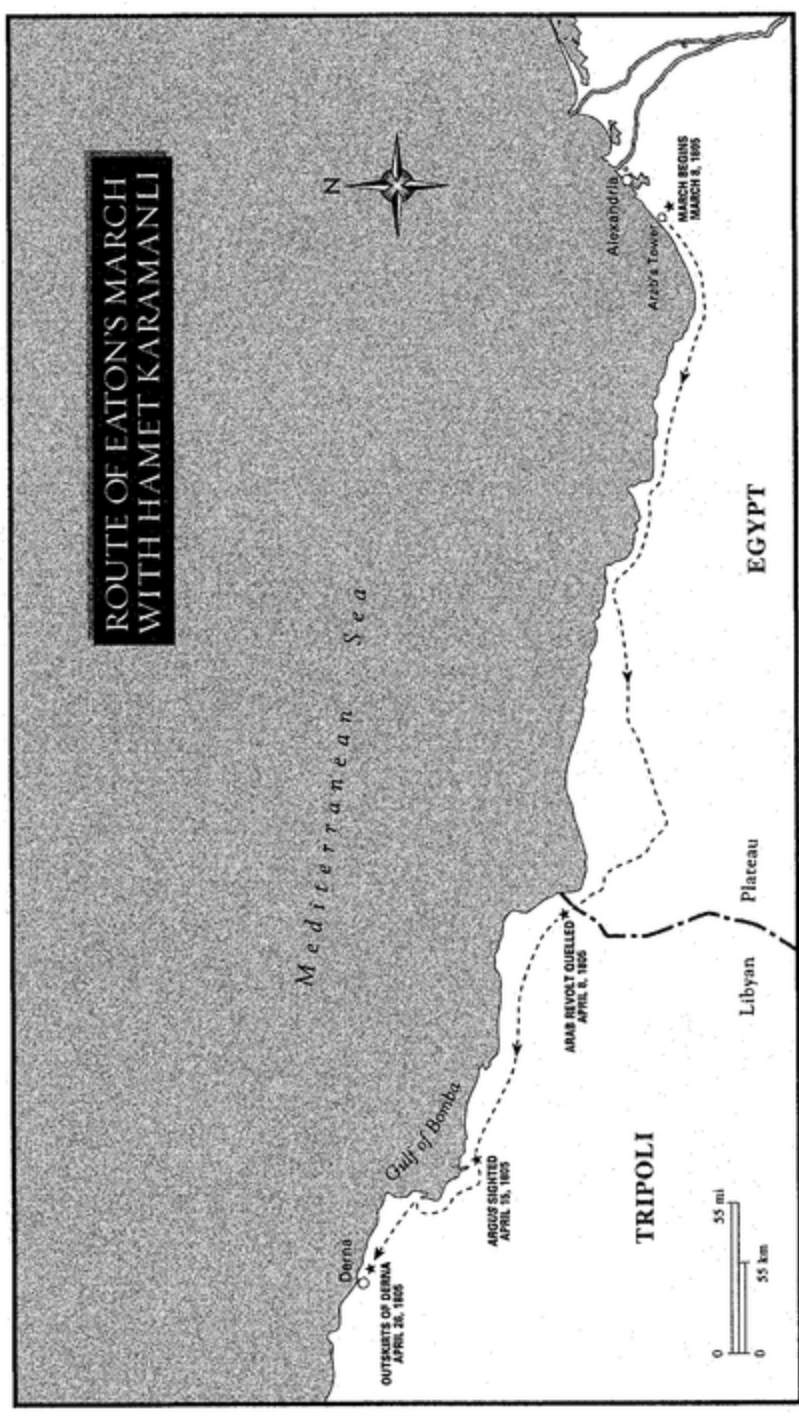 ROUTE OF EATON'S MARCH
WITH HAMET KARAMANLI
N
Mediterranean Sea
Derna
OUTSKIRTS OF DERNA
APRIL 26, 1805
Gulf of Bomba
ARGUS SIGHTED
APRIL 15, 1805
ARAB REVOLT QUELLED
APRIL 8, 1805
Alexandria
Arab's Tower
MARCH BEGINS
MARCH 8, 1805
TRIPOLI
Libyan Plateau
EGYPT
0 55 mi
0 55 km